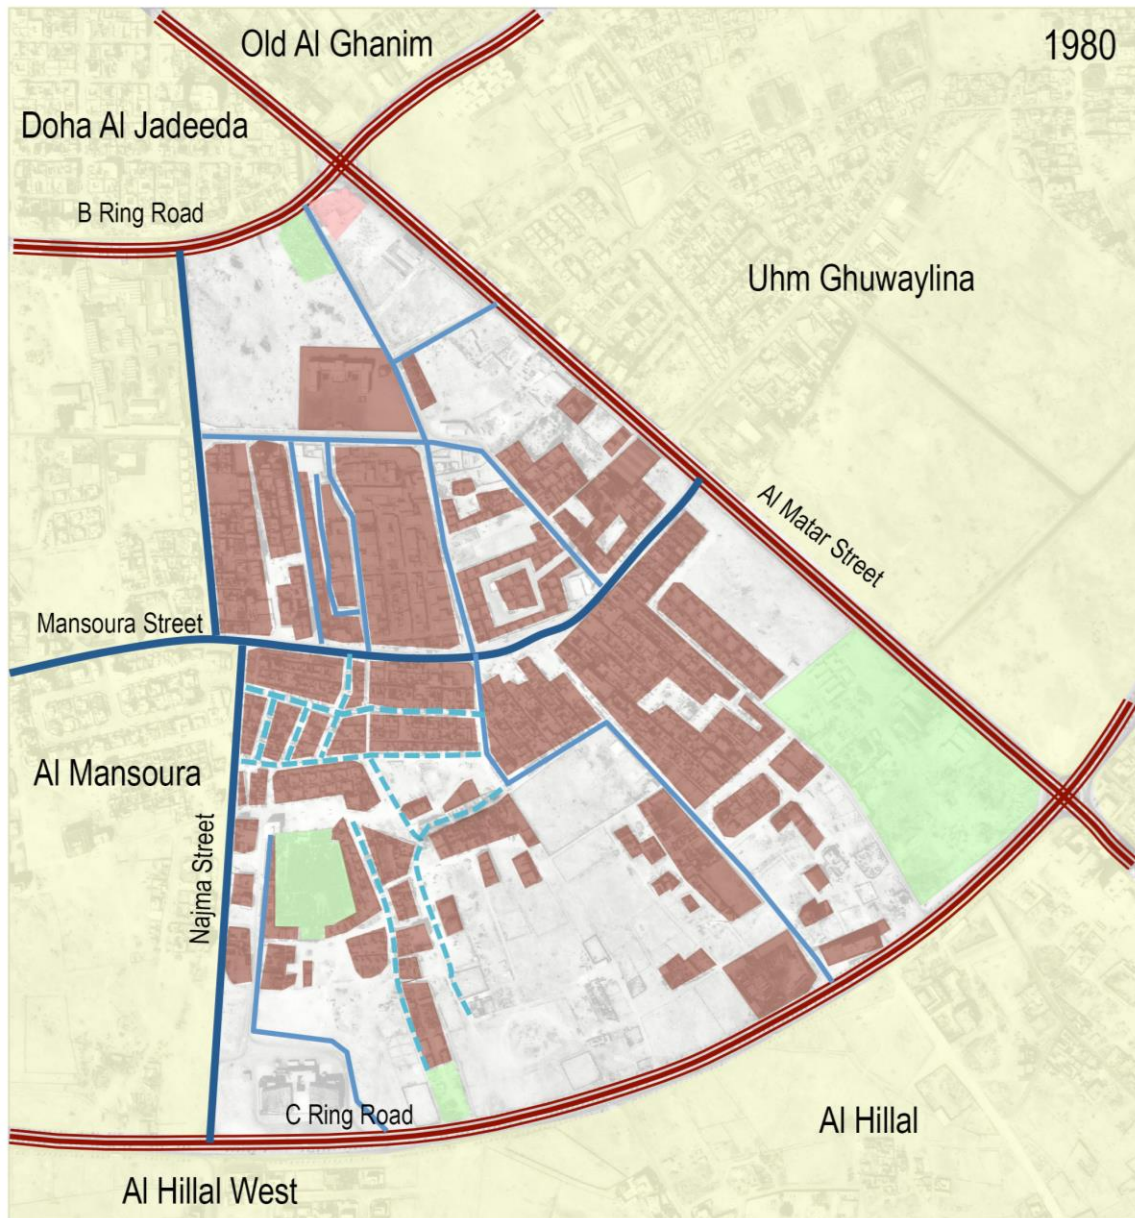 Old Al Ghanim
1980
Doha Al Jadeeda
B Ring Road
Uhm Ghuwaylina
Al Matar Street
Mansoura Street
Al Mansoura
Najma Street
C Ring Road
Al Hillal
Al Hillal West